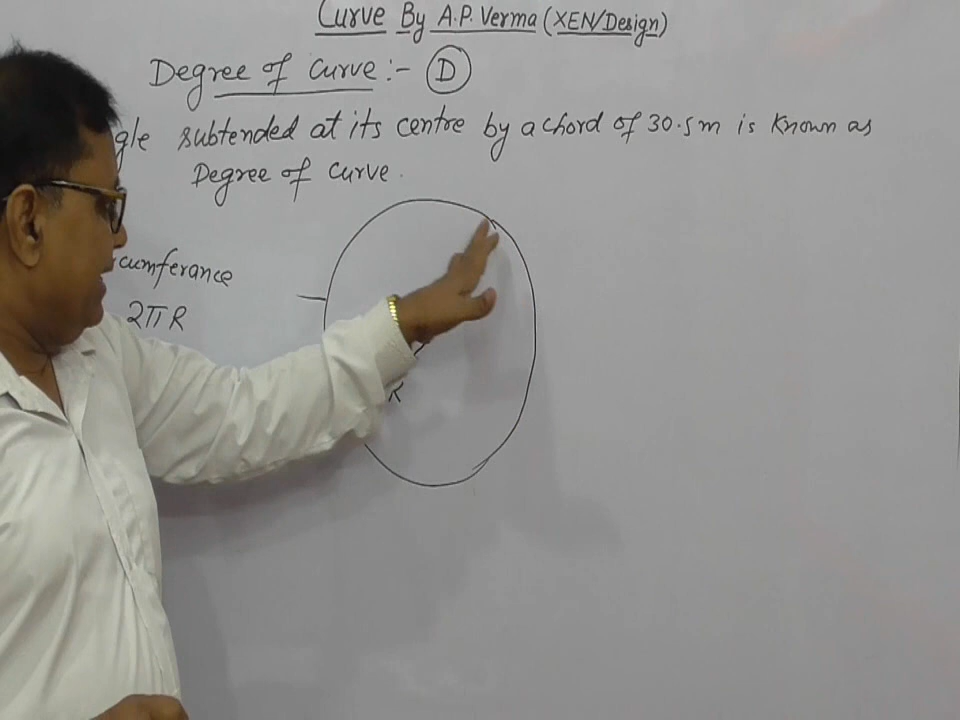 Curve By A.P. Verma (XEN/Design)
Degree of Curve :- D
gle subtended at its centre by a chord of 30.5m is known as
Degree of curve.
cumferance
2πR
R